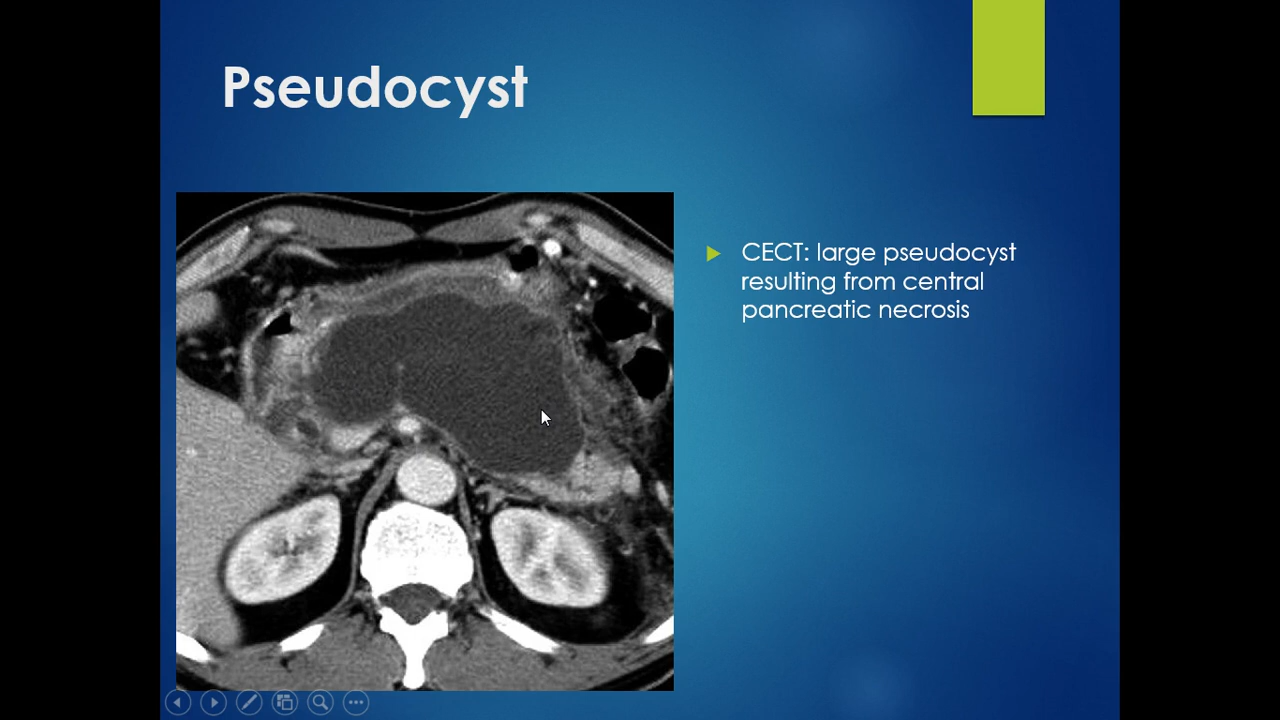 Pseudocyst
CECT: large pseudocyst
resulting from central
pancreatic necrosis